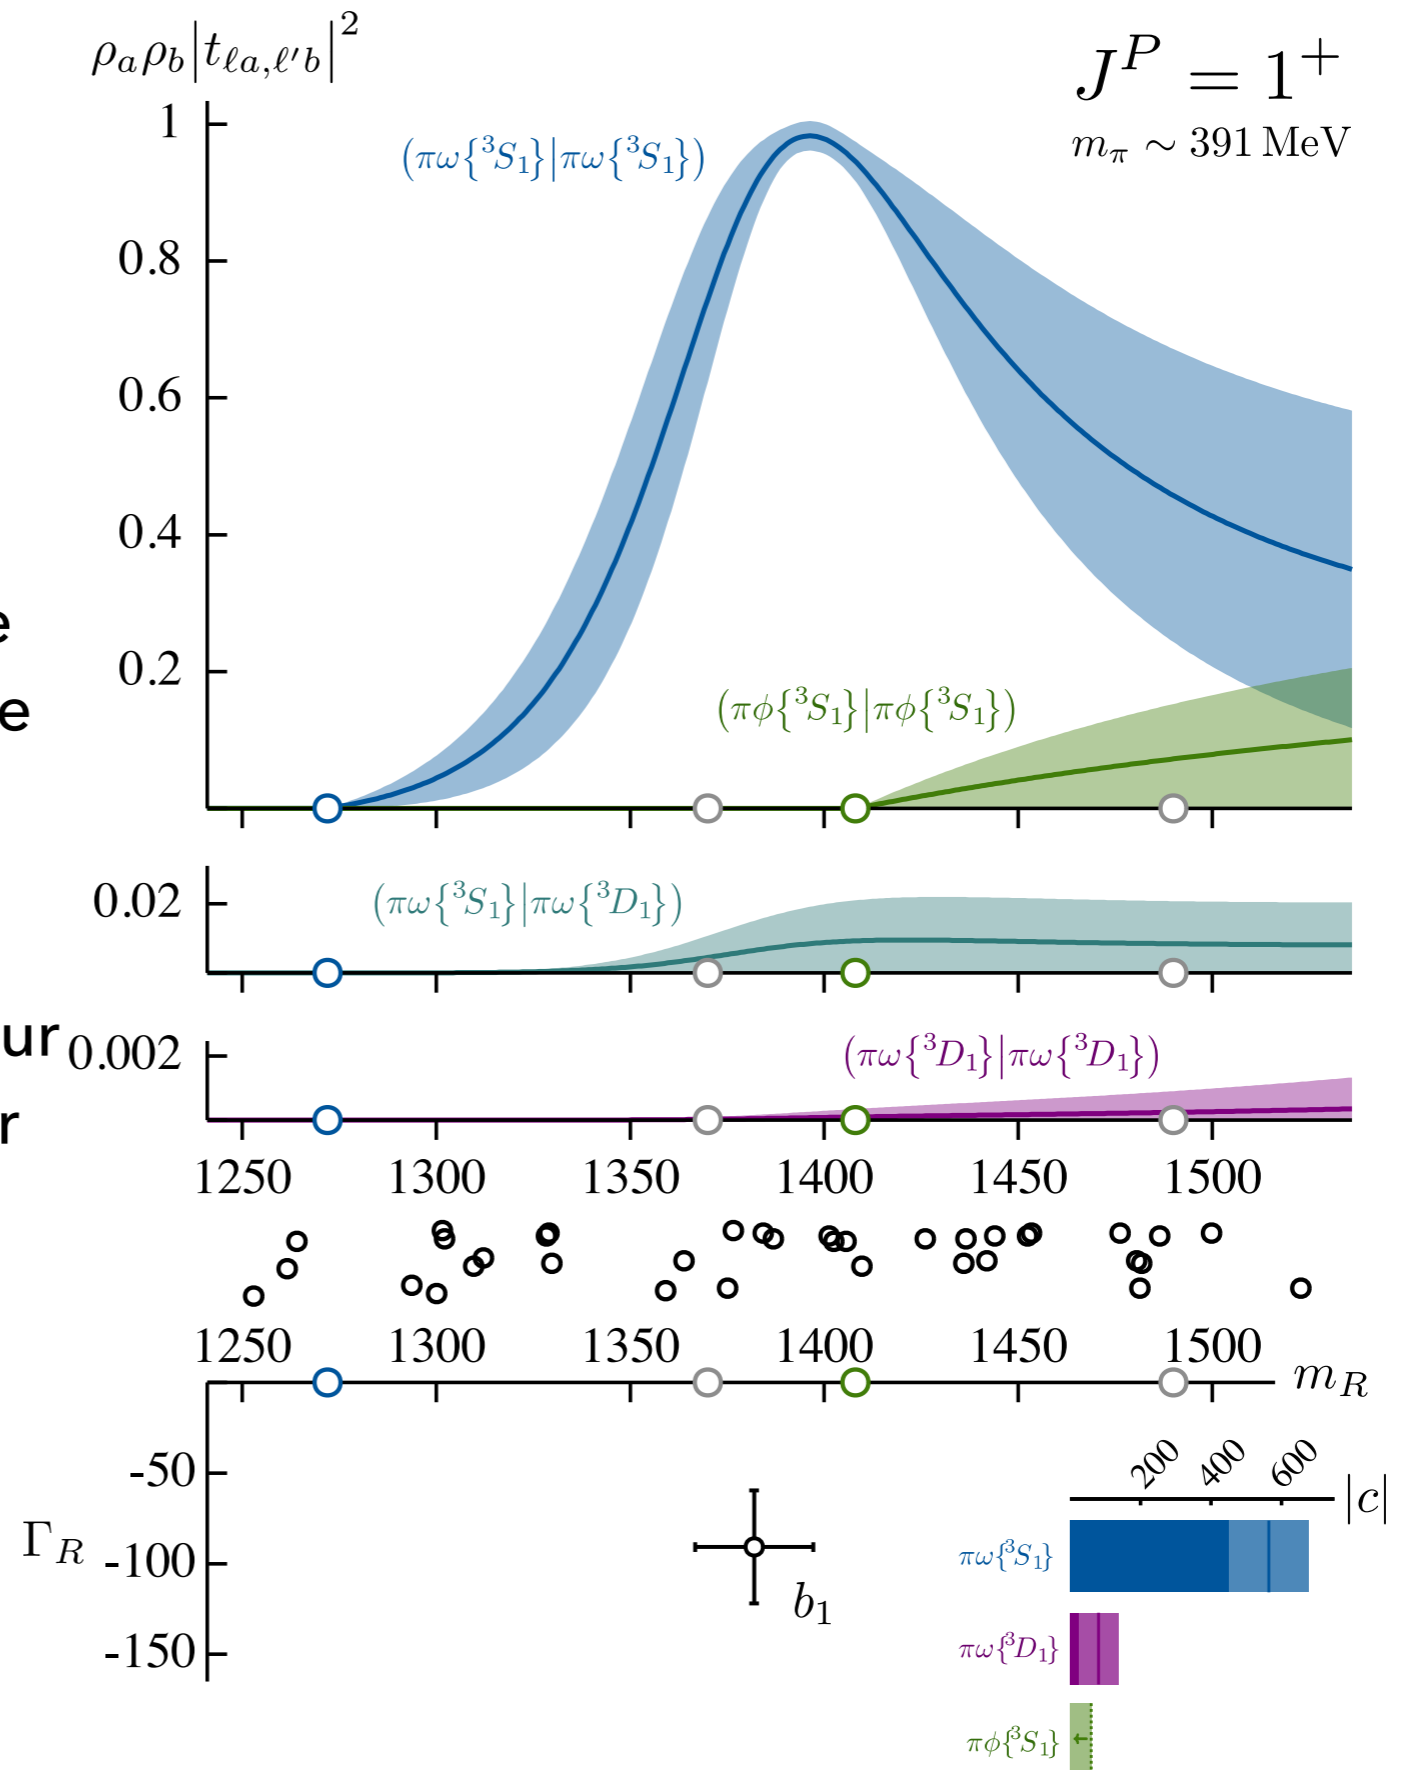 ρ_aρ_b|t_{ℓa,ℓ′b}|²
J^P = 1⁺
m_π ∼ 391 MeV
1
(πω{³S₁}|πω{³S₁})
0.8
0.6
0.4
e
0.2
e
(πϕ{³S₁}|πϕ{³S₁})
0.02
(πω{³S₁}|πω{³D₁})
ur
0.002
(πω{³D₁}|πω{³D₁})
r
1250 1300 1350 1400 1450 1500
1250 1300 1350 1400 1450 1500
m_R
-50
Γ_R -100
-150
b₁
200 400 600
|c|
πω{³S₁}
πω{³D₁}
πϕ{³S₁}